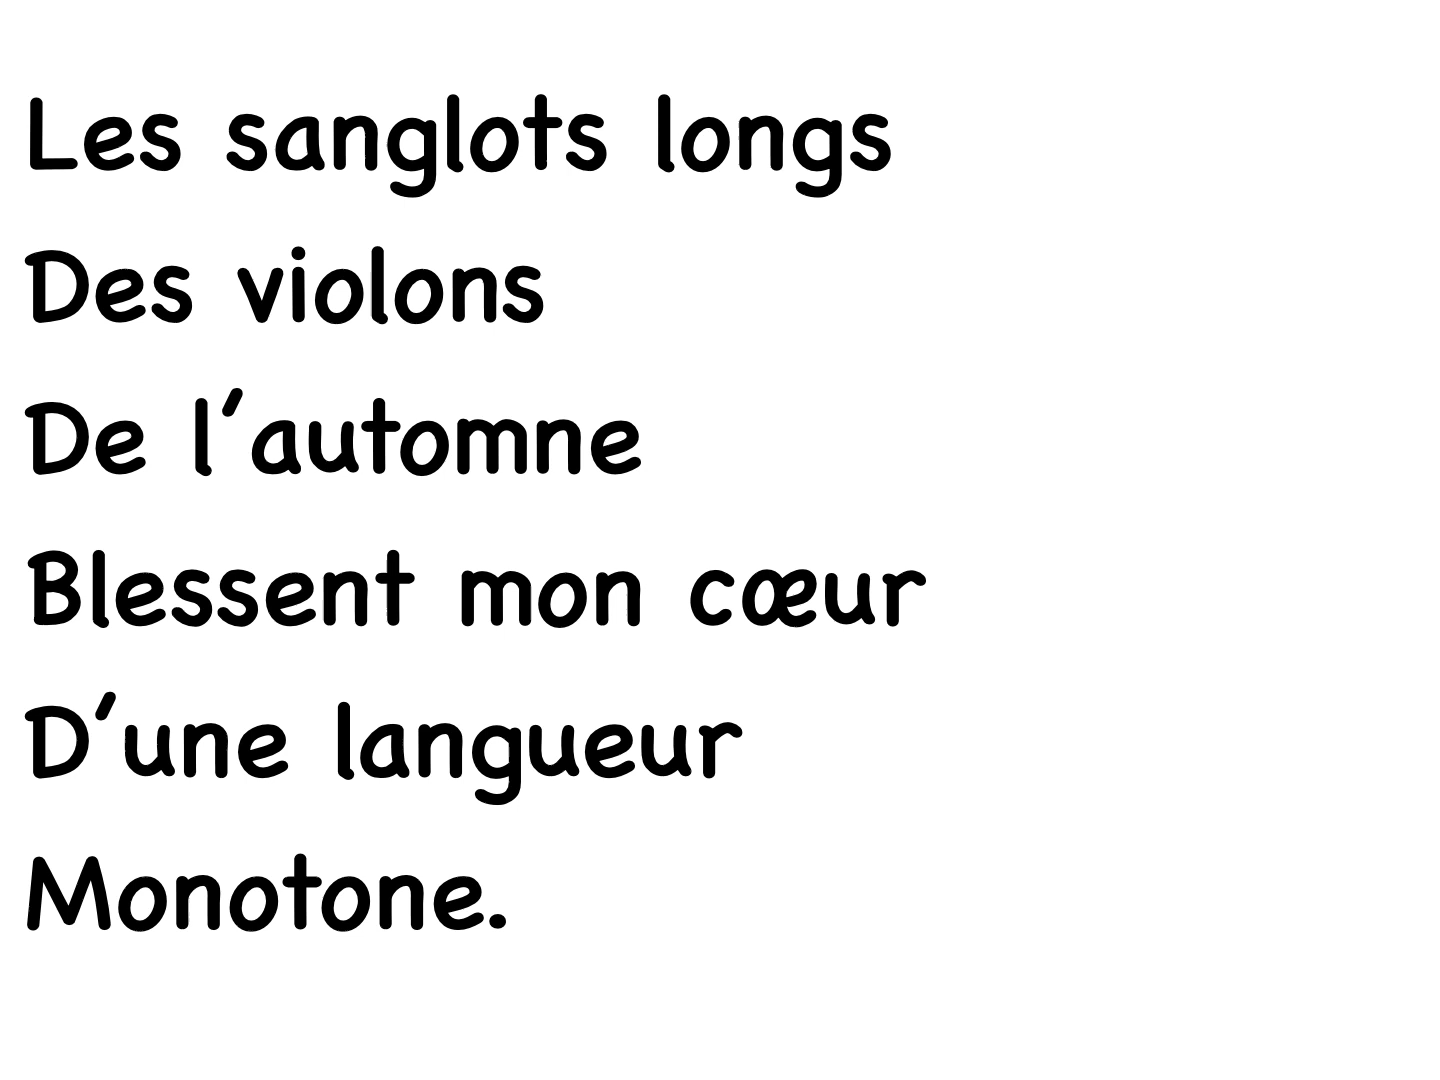 Les sanglots longs
Des violons
De l’automne
Blessent mon cœur
D’une langueur
Monotone.